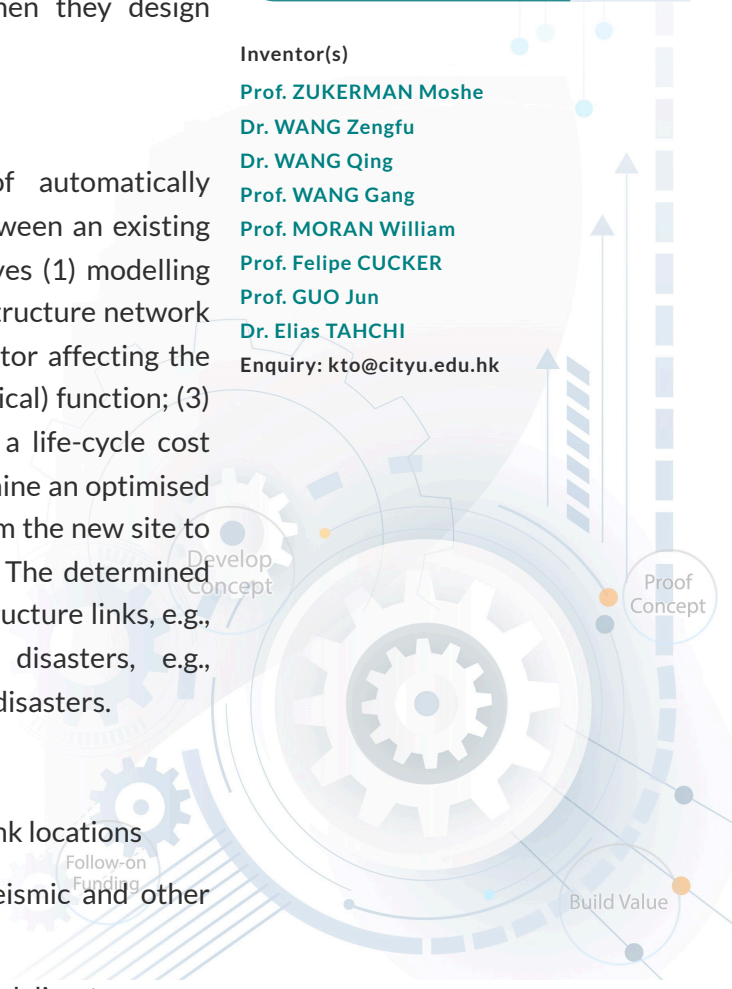 hen they design
of automatically
ween an existing
ves (1) modelling
tructure network
tor affecting the
ical) function; (3)
a life-cycle cost
nine an optimised
m the new site to
The determined
ucture links, e.g.,
disasters, e.g.,
disasters.
nk locations
eismic and other
Inventor(s)
Prof. ZUKERMAN Moshe
Dr. WANG Zengfu
Dr. WANG Qing
Prof. WANG Gang
Prof. MORAN William
Prof. Felipe CUCKER
Prof. GUO Jun
Dr. Elias TAHCHI
Enquiry: kto@cityu.edu.hk
Develop
Concept
Proof
Concept
Follow-on
Funding
Build Value